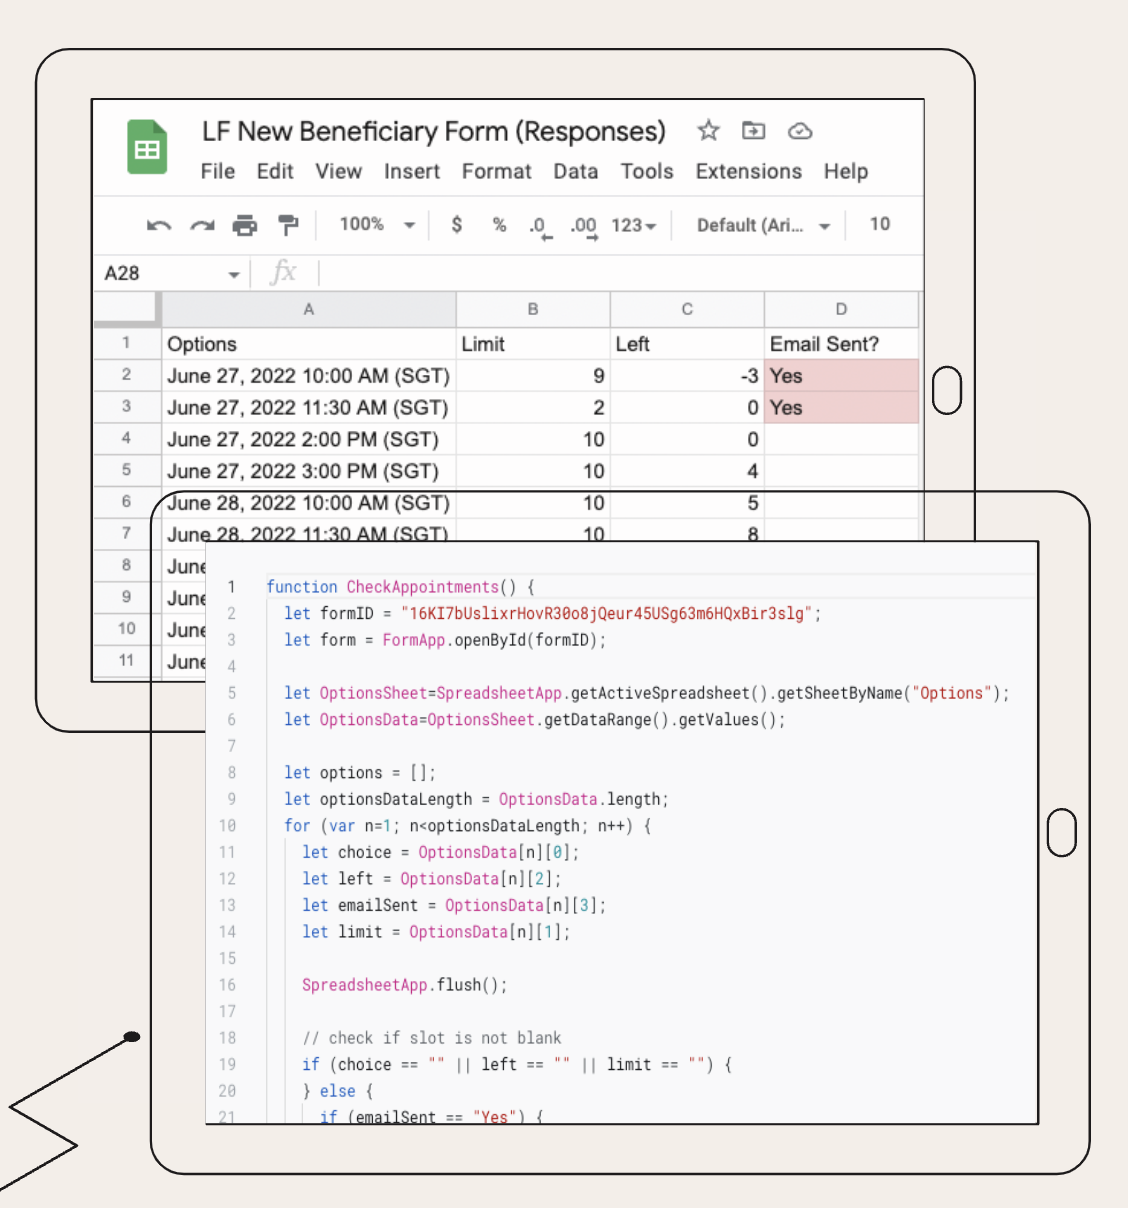 LF New Beneficiary Form (Responses)
File Edit View Insert Format Data Tools Extensions Help
100% $ % .0 .00 123 Default (Ari... 10
A28 fx
A B C D
1 Options Limit Left Email Sent?
2 June 27, 2022 10:00 AM (SGT) 9 -3 Yes
3 June 27, 2022 11:30 AM (SGT) 2 0 Yes
4 June 27, 2022 2:00 PM (SGT) 10 0
5 June 27, 2022 3:00 PM (SGT) 10 4
6 June 28, 2022 10:00 AM (SGT) 10 5
7 June 28, 2022 11:30 AM (SGT) 10 8
8 June
9 June
10 June
11 June
1 function CheckAppointments() {
2 let formID = "16KI7bUslixrHovR30o8jQeur45USg63m6HQxBir3slg";
3 let form = FormApp.openById(formID);
4
5 let OptionsSheet=SpreadsheetApp.getActiveSpreadsheet().getSheetByName("Options");
6 let OptionsData=OptionsSheet.getDataRange().getValues();
7
8 let options = [];
9 let optionsDataLength = OptionsData.length;
10 for (var n=1; n<optionsDataLength; n++) {
11 let choice = OptionsData[n][0];
12 let left = OptionsData[n][2];
13 let emailSent = OptionsData[n][3];
14 let limit = OptionsData[n][1];
15
16 SpreadsheetApp.flush();
17
18 // check if slot is not blank
19 if (choice == "" || left == "" || limit == "") {
20 } else {
21 if (emailSent == "Yes") {